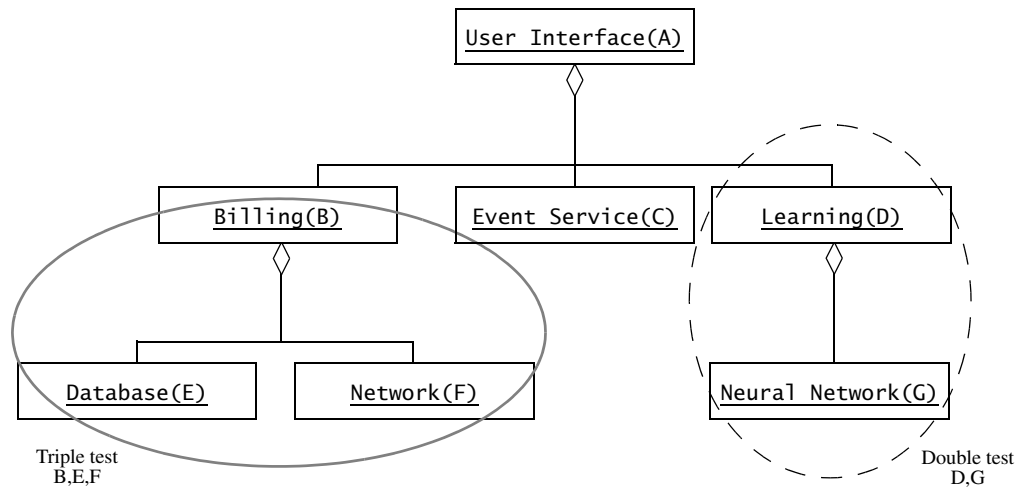 User Interface(A)
Billing(B)
Event Service(C)
Learning(D)
Database(E)
Network(F)
Neural Network(G)
Triple test
B,E,F
Double test
D,G